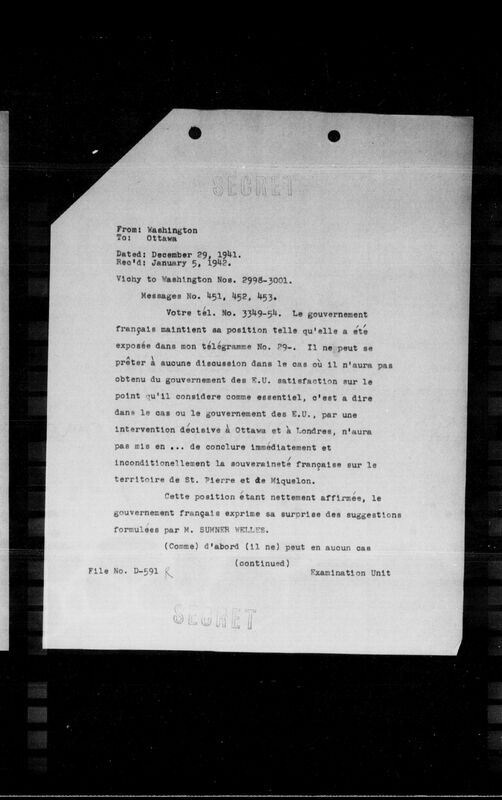 SECRET
From: Washington
To: Ottawa
Dated: December 29, 1941.
Rec'd: January 5, 1942.
Vichy to Washington Nos. 2998-3001.
Messages No. 451, 452, 453.
Votre tél. No. 3349-54. Le gouvernement
français maintient sa position telle qu'elle a été
exposée dans mon télégramme No. 29-. Il ne peut se
prêter à aucune discussion dans le cas où il n'aura pas
obtenu du gouvernement des E.U. satisfaction sur le
point qu'il considere comme essentiel, c'est a dire
dans le cas ou le gouvernement des E.U., par une
intervention décisive à Ottawa et à Londres, n'aura
pas mis en ... de conclure immédiatement et
inconditionellement la souveraineté française sur le
territoire de St. Pierre et de Miquelon.
Cette position étant nettement affirmée, le
gouvernement français exprime sa surprise des suggestions
formulées par M. SUMNER WELLES.
(Comme) d'abord (il ne) peut en aucun cas
(continued)
File No. D-591 R
Examination Unit
SECRET